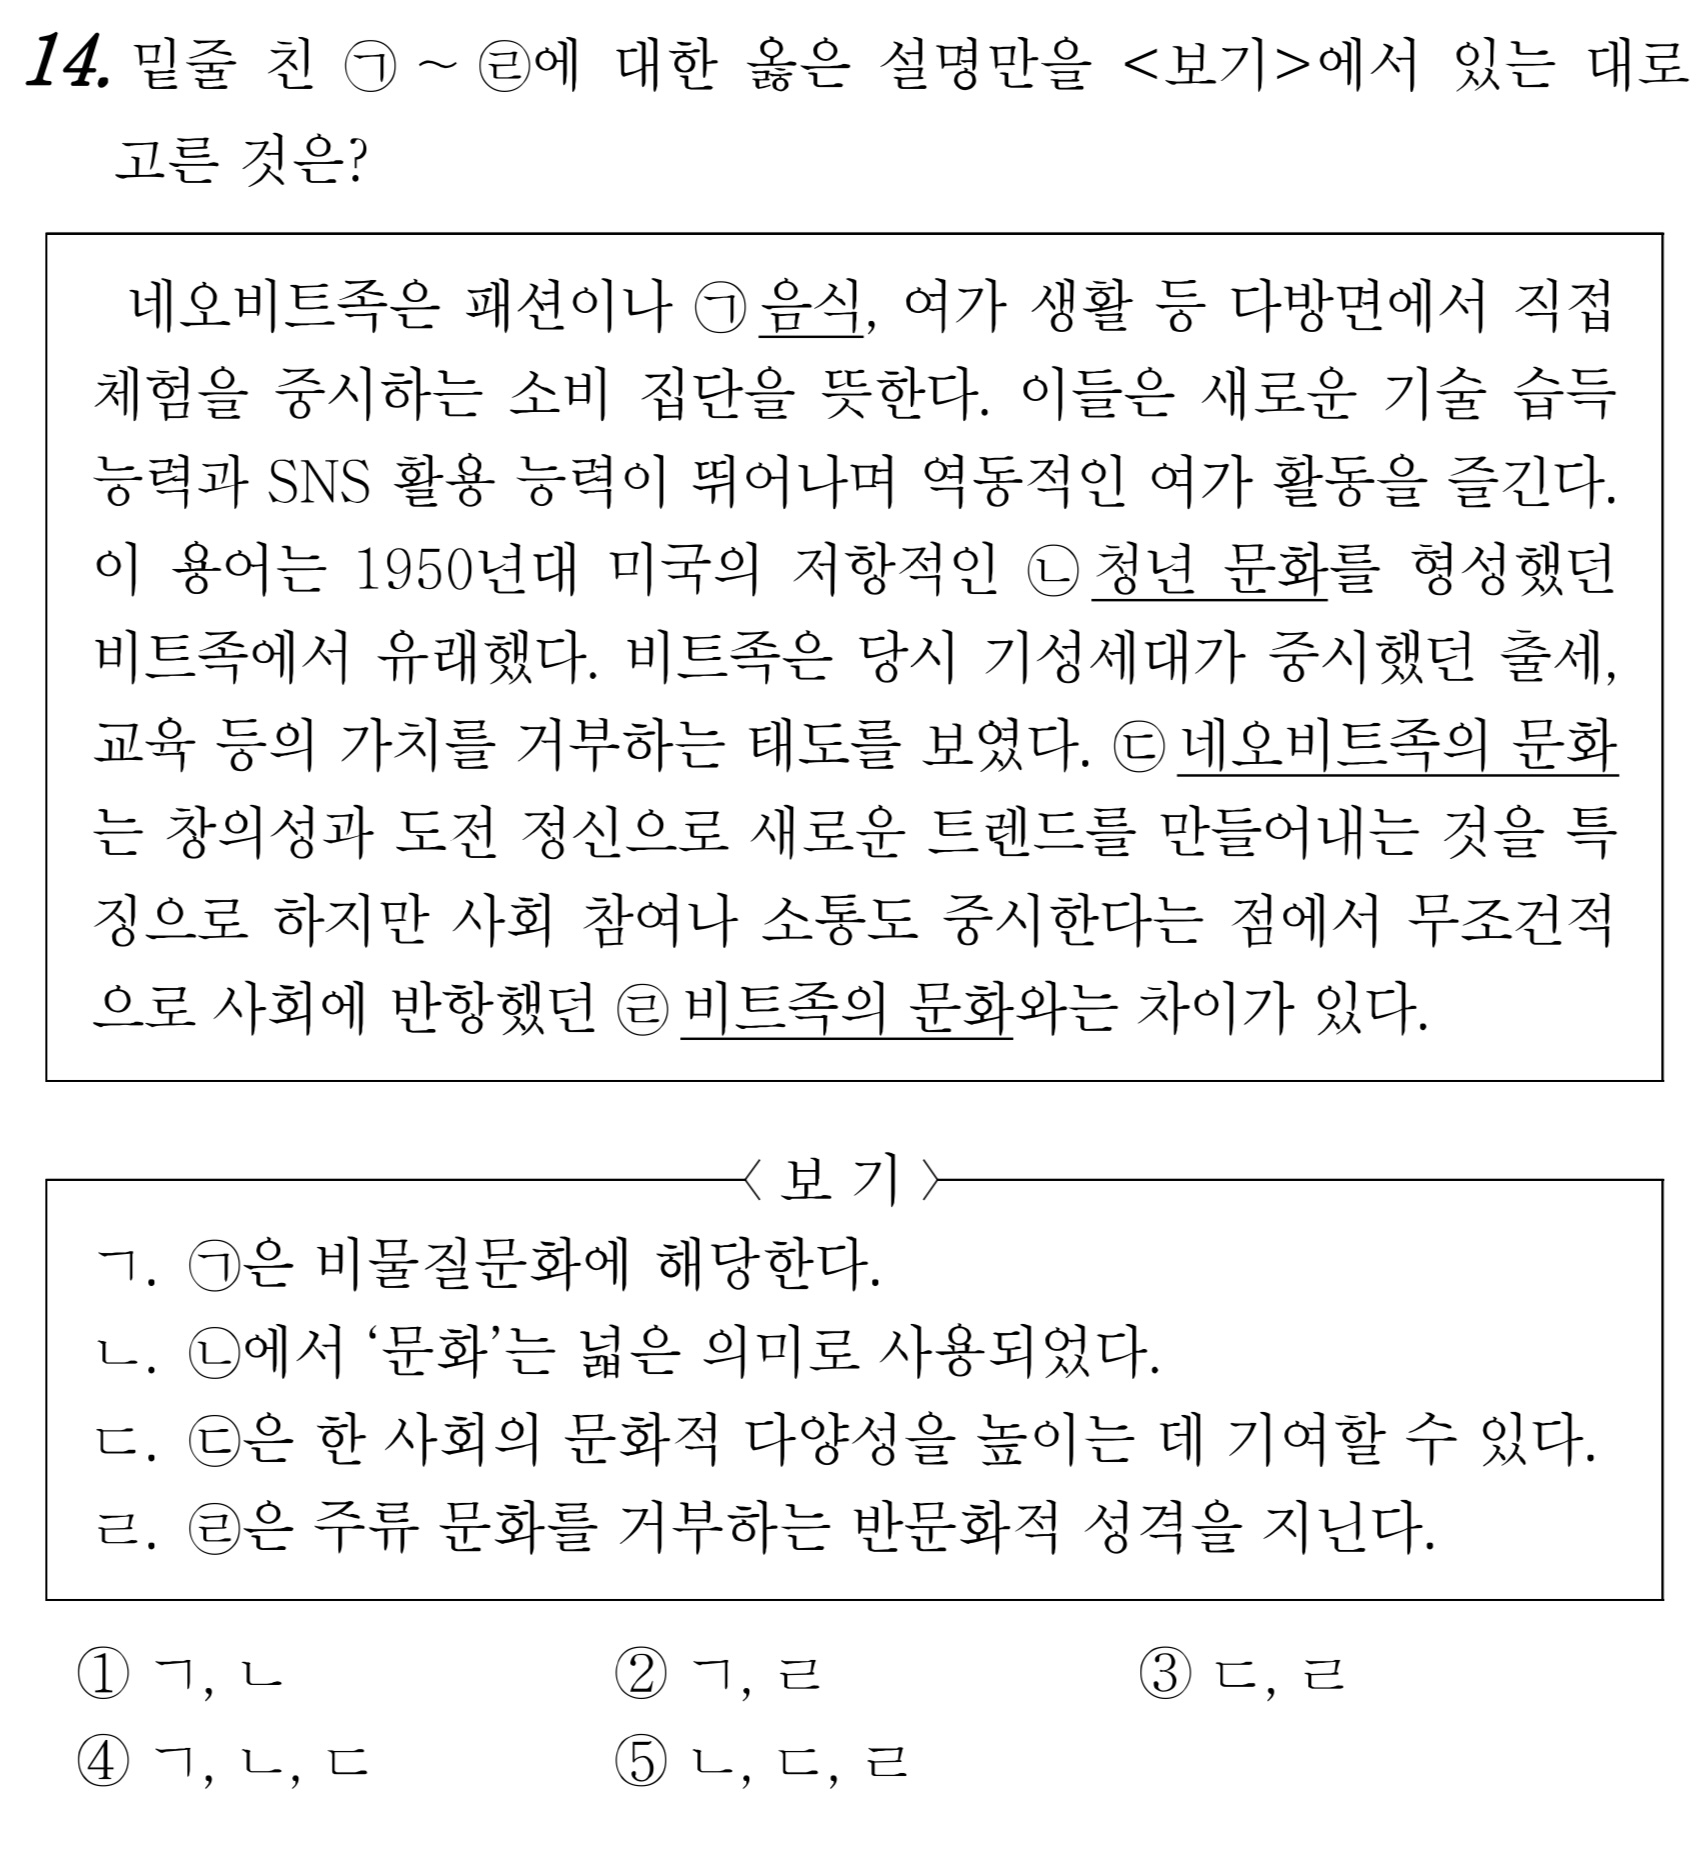 14. 밑줄 친 ㉠ ~ ㉣에 대한 옳은 설명만을 <보기>에서 있는 대로
고른 것은?
네오비트족은 패션이나 ㉠ 음식, 여가 생활 등 다방면에서 직접
체험을 중시하는 소비 집단을 뜻한다. 이들은 새로운 기술 습득
능력과 SNS 활용 능력이 뛰어나며 역동적인 여가 활동을 즐긴다.
이 용어는 1950년대 미국의 저항적인 ㉡ 청년 문화를 형성했던
비트족에서 유래했다. 비트족은 당시 기성세대가 중시했던 출세,
교육 등의 가치를 거부하는 태도를 보였다. ㉢ 네오비트족의 문화
는 창의성과 도전 정신으로 새로운 트렌드를 만들어내는 것을 특
징으로 하지만 사회 참여나 소통도 중시한다는 점에서 무조건적
으로 사회에 반항했던 ㉣ 비트족의 문화와는 차이가 있다.
〈 보 기 〉
ㄱ. ㉠은 비물질문화에 해당한다.
ㄴ. ㉡에서 ‘문화’는 넓은 의미로 사용되었다.
ㄷ. ㉢은 한 사회의 문화적 다양성을 높이는 데 기여할 수 있다.
ㄹ. ㉣은 주류 문화를 거부하는 반문화적 성격을 지닌다.
① ㄱ, ㄴ ② ㄱ, ㄹ ③ ㄷ, ㄹ
④ ㄱ, ㄴ, ㄷ ⑤ ㄴ, ㄷ, ㄹ